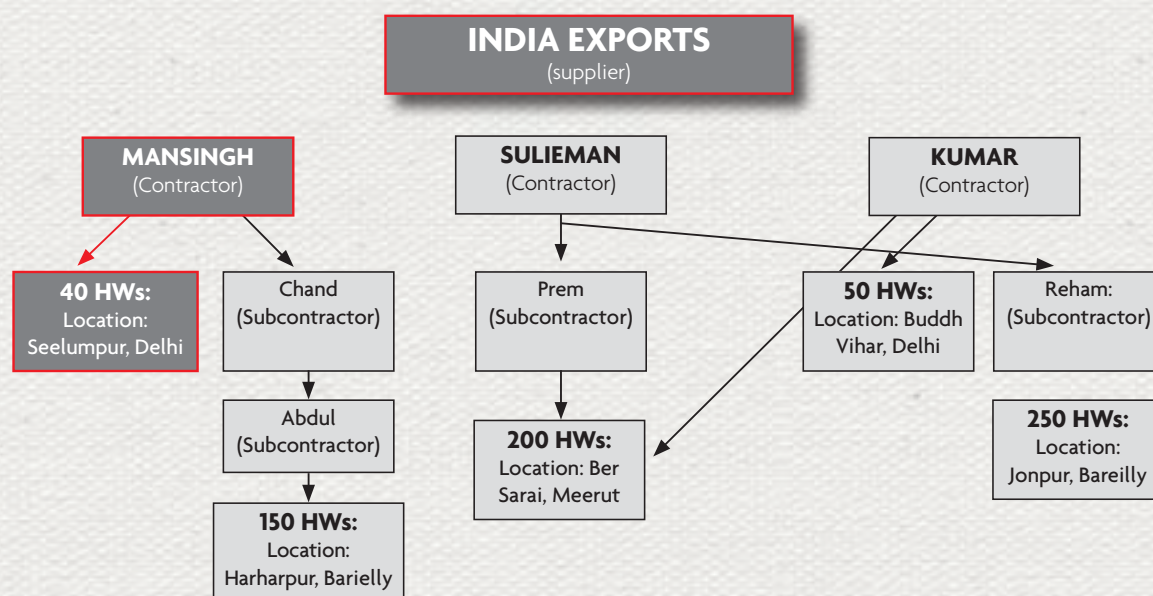 INDIA EXPORTS
(supplier)
MANSINGH
(Contractor)
SULIEMAN
(Contractor)
KUMAR
(Contractor)
40 HWs:
Location:
Seelumpur, Delhi
Chand
(Subcontractor)
Prem
(Subcontractor)
50 HWs:
Location: Buddh
Vihar, Delhi
Reham:
(Subcontractor)
Abdul
(Subcontractor)
200 HWs:
Location: Ber
Sarai, Meerut
250 HWs:
Location:
Jonpur, Bareilly
150 HWs:
Location:
Harharpur, Barielly